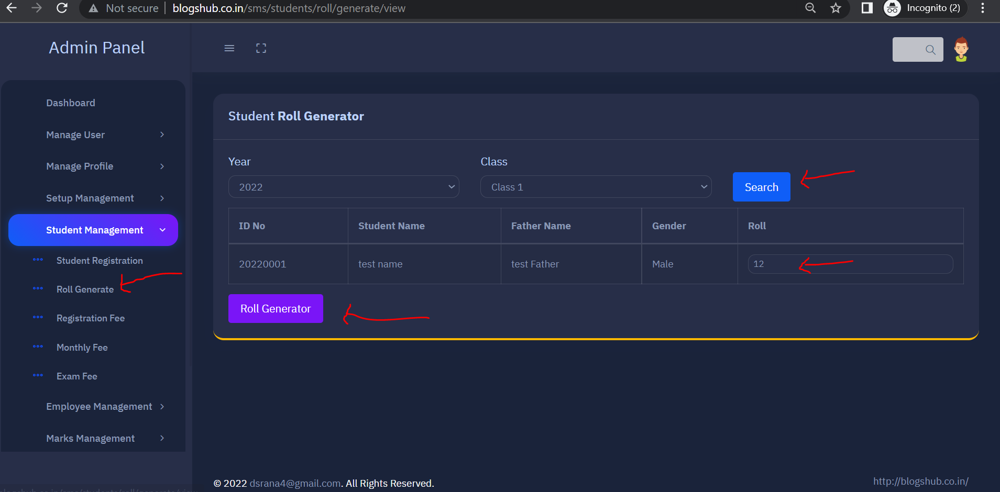 Not secure | blogshub.co.in/sms/students/roll/generate/view
Incognito (2)
Admin Panel
Dashboard
Manage User
Manage Profile
Setup Management
Student Management
Student Registration
Roll Generate
Registration Fee
Monthly Fee
Exam Fee
Employee Management
Marks Management
Student Roll Generator
Year Class
2022 Class 1 Search
ID No Student Name Father Name Gender Roll
20220001 test name test Father Male 12
Roll Generator
© 2022 dsrana4@gmail.com. All Rights Reserved.
http://blogshub.co.in/